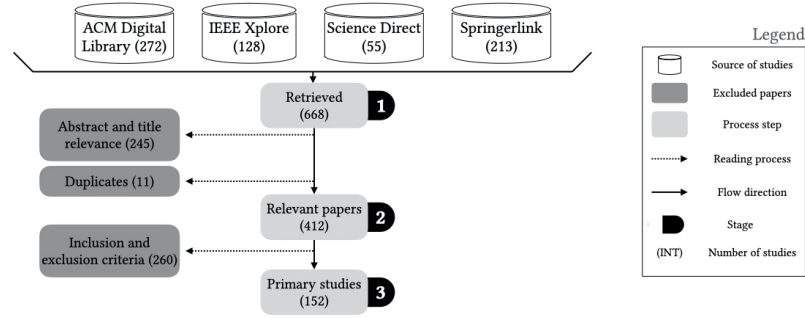 ACM Digital
Library (272)
IEEE Xplore
(128)
Science Direct
(55)
Springerlink
(213)
Retrieved
(668)
1
Abstract and title
relevance (245)
Duplicates (11)
Relevant papers
(412)
2
Inclusion and
exclusion criteria (260)
Primary studies
(152)
3
Legend
Source of studies
Excluded papers
Process step
Reading process
Flow direction
Stage
(INT) Number of studies